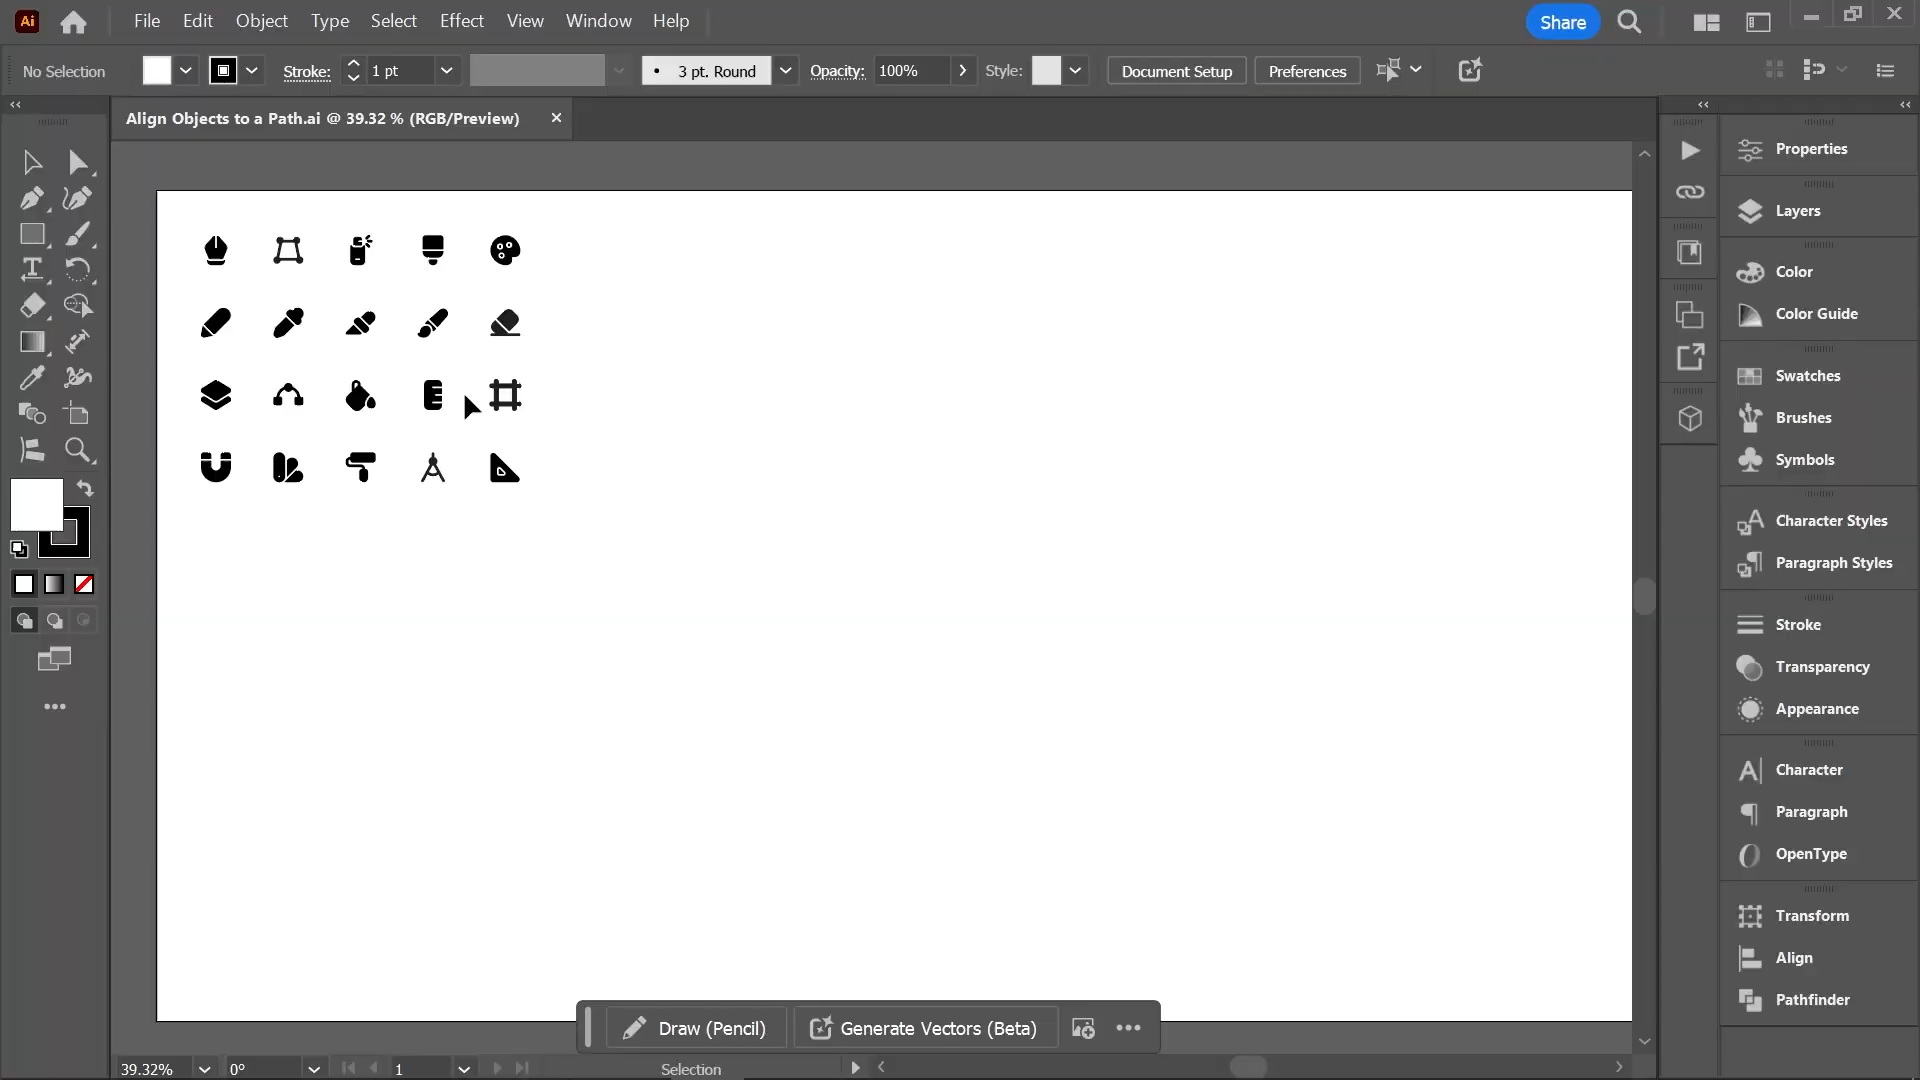 Ai File Edit Object Type Select Effect View Window Help Share
No Selection Stroke: 1 pt • 3 pt. Round Opacity: 100% Style: Document Setup Preferences
Align Objects to a Path.ai @ 39.32 % (RGB/Preview)
Properties
Layers
Color
Color Guide
Swatches
Brushes
Symbols
Character Styles
Paragraph Styles
Stroke
Transparency
Appearance
Character
Paragraph
OpenType
Transform
Align
Pathfinder
Draw (Pencil) Generate Vectors (Beta)
39.32% 0° 1 Selection